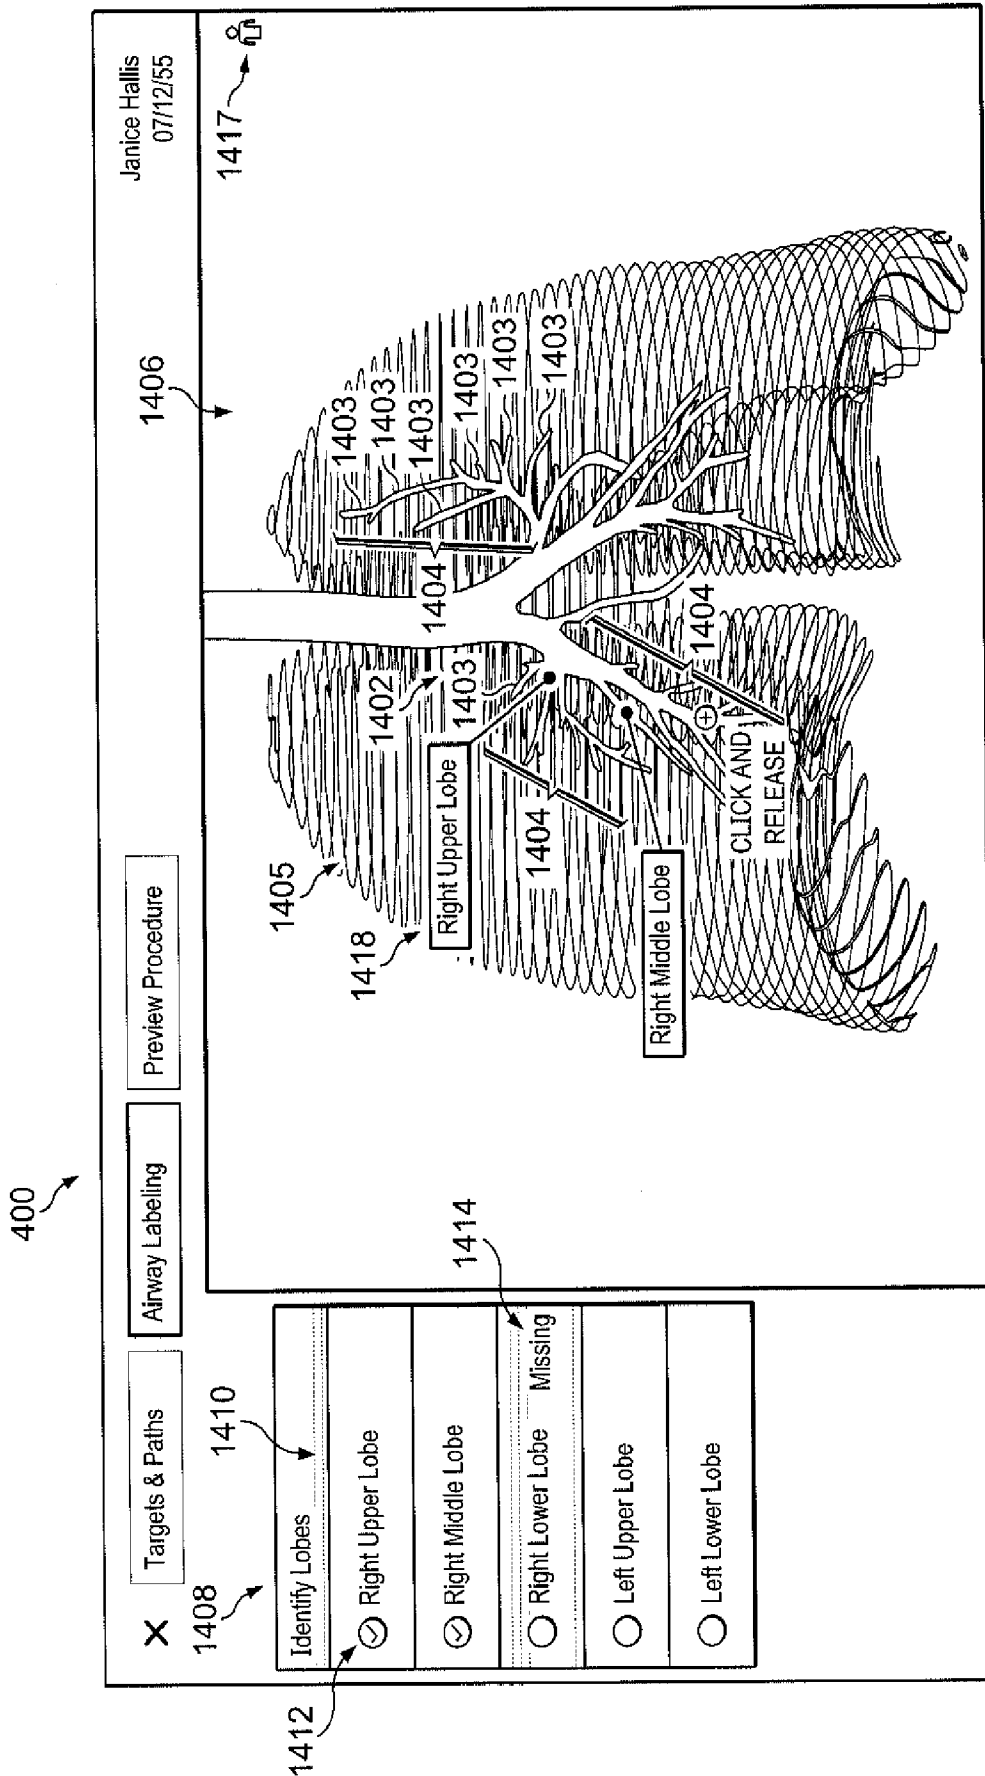 400
X
Targets & Paths
Airway Labeling
Preview Procedure
Janice Hallis
07/12/55
1408
1410
1406
1417
Identify Lobes
1412
Right Upper Lobe
Right Middle Lobe
Right Lower Lobe
Missing
1414
Left Upper Lobe
Left Lower Lobe
1405
1418
1402
1403
1404
1403
1403
1403
1403
1403
1403
Right Upper Lobe
1404
1404
Right Middle Lobe
CLICK AND
RELEASE